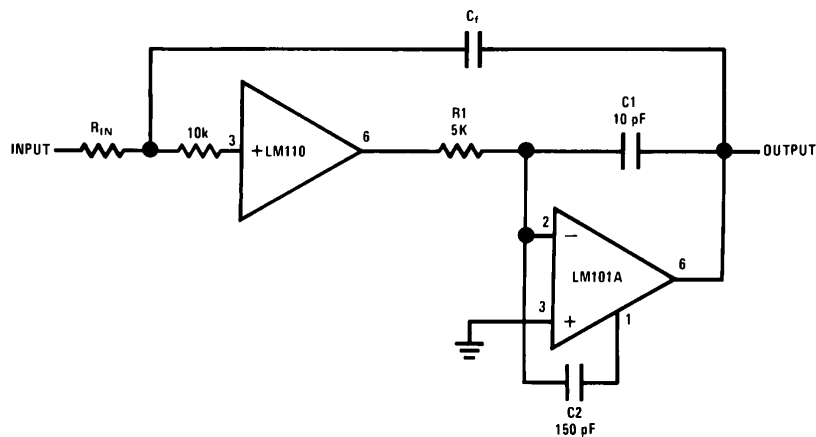 Cf
RIN
10k
3
+
LM110
6
R1
5K
C1
10 pF
INPUT
OUTPUT
2
−
LM101A
6
3
+
1
C2
150 pF